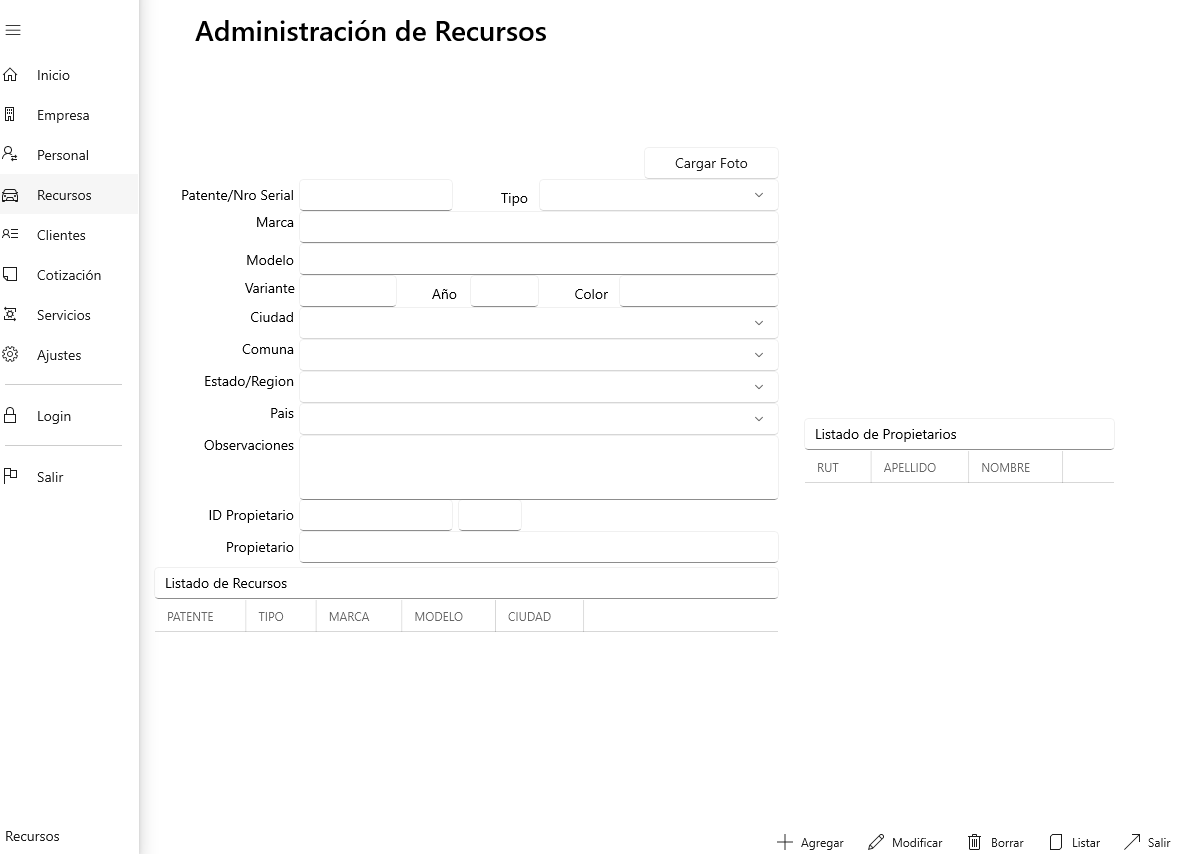 Administración de Recursos
Inicio
Empresa
Personal
Recursos
Clientes
Cotización
Servicios
Ajustes
Login
Salir
Recursos
Cargar Foto
Patente/Nro Serial Tipo
Marca
Modelo
Variante Año Color
Ciudad
Comuna
Estado/Region
Pais
Observaciones
ID Propietario
Propietario
Listado de Recursos
PATENTE TIPO MARCA MODELO CIUDAD
Listado de Propietarios
RUT APELLIDO NOMBRE
Agregar Modificar Borrar Listar Salir